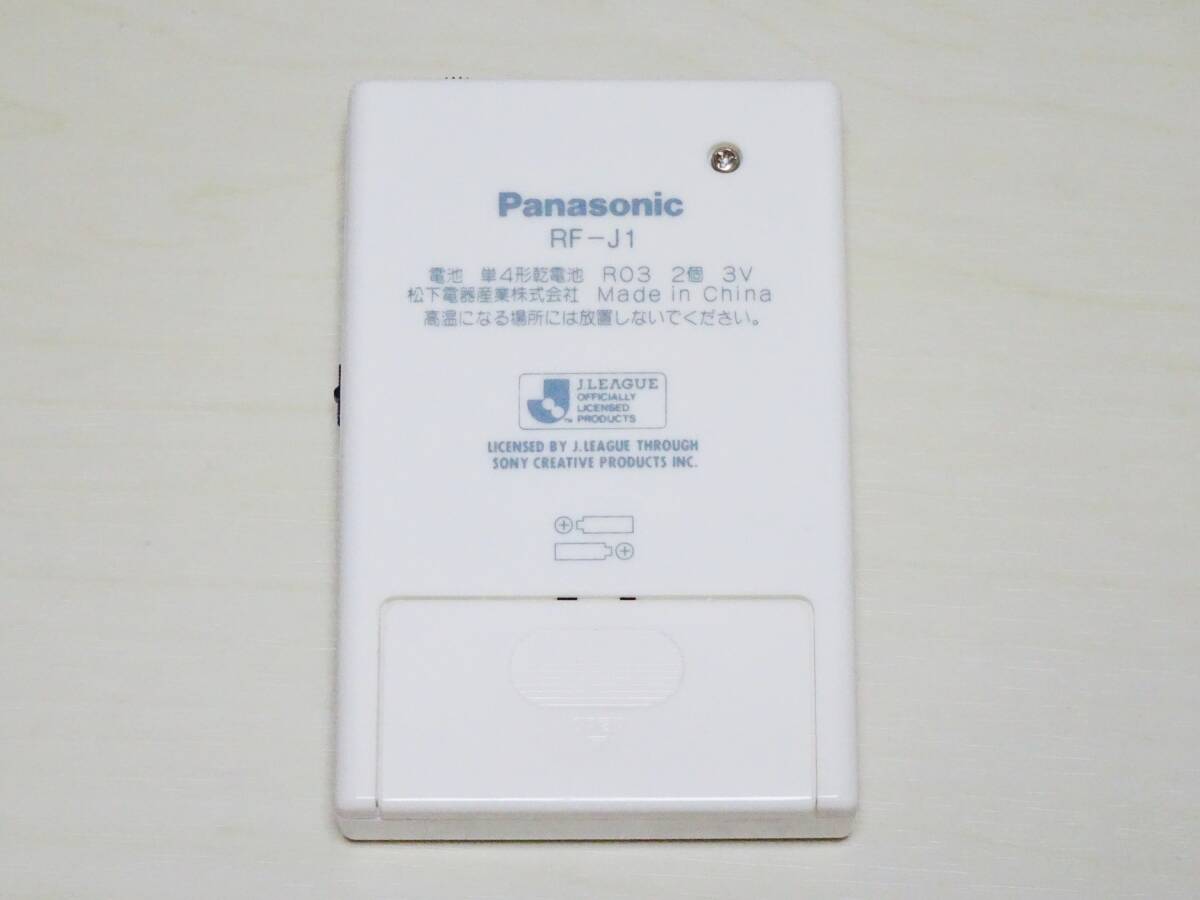 Panasonic
RF-J1
電池 単4形乾電池 R03 2個 3V
松下電器産業株式会社 Made in China
高温になる場所には放置しないでください。
J.LEAGUE
OFFICIALLY
LICENSED
™ PRODUCTS
LICENSED BY J.LEAGUE THROUGH
SONY CREATIVE PRODUCTS INC.
OPEN